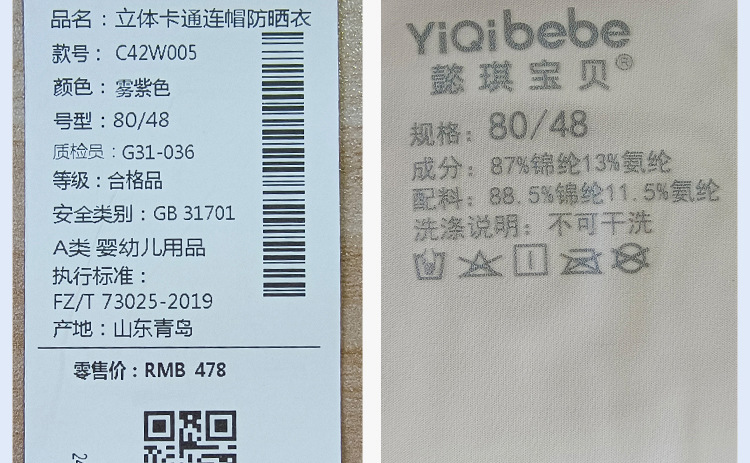 品名：立体卡通连帽防晒衣
款号： C42W005
颜色：雾紫色
号型：80/48
质检员：G31-036
等级：合格品
安全类别：GB 31701
A类 婴幼儿用品
执行标准：
FZ/T 73025-2019
产地：山东青岛
零售价：RMB 478
24
YiQibebe
懿琪宝贝®
规格：80/48
成分：87%锦纶13%氨纶
配料：88.5%锦纶11.5%氨纶
洗涤说明：不可干洗